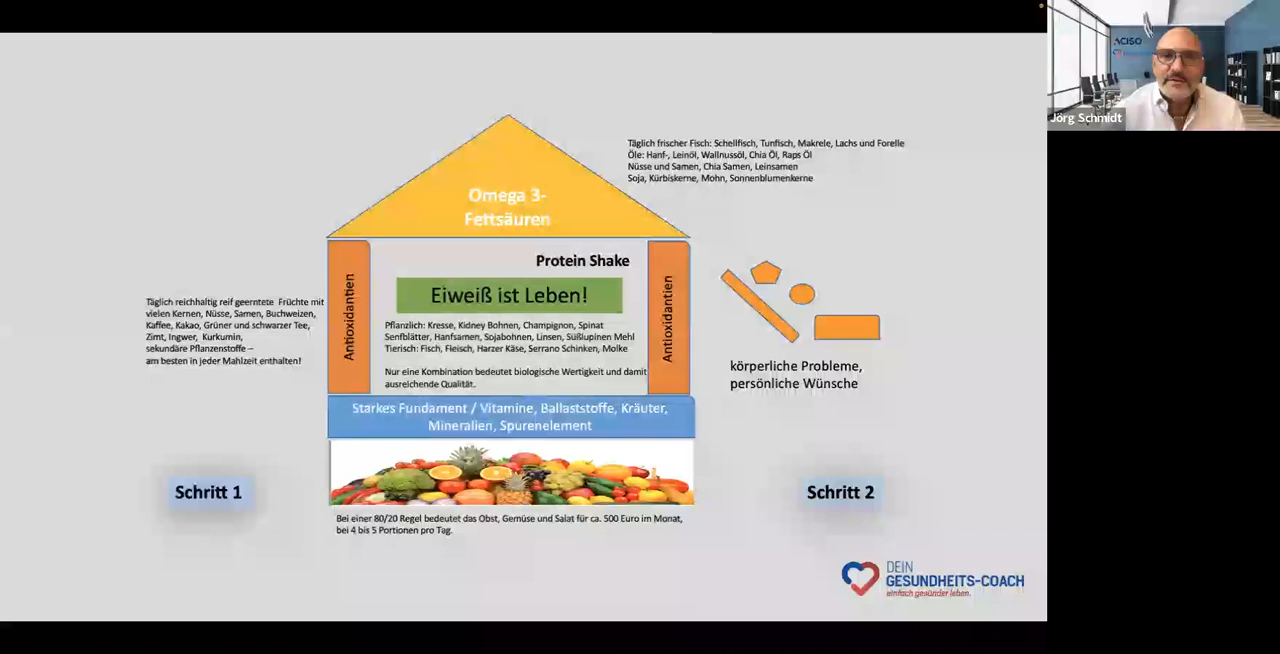 ACISO
Jörg Schmidt
Täglich frischer Fisch: Schellfisch, Tunfisch, Makrele, Lachs und Forelle
Öle: Hanf-, Leinöl, Wallnussöl, Chia Öl, Raps Öl
Nüsse und Samen, Chia Samen, Leinsamen
Soja, Kürbiskerne, Mohn, Sonnenblumenkerne
Omega 3-
Fettsäuren
Antioxidantien
Protein Shake
Eiweiß ist Leben!
Pflanzlich: Kresse, Kidney Bohnen, Champignon, Spinat
Senfblätter, Hanfsamen, Sojabohnen, Linsen, Süßlupinen Mehl
Tierisch: Fisch, Fleisch, Harzer Käse, Serrano Schinken, Molke
Nur eine Kombination bedeutet biologische Wertigkeit und damit
ausreichende Qualität.
Antioxidantien
Täglich reichhaltig reif geerntete Früchte mit
vielen Kernen, Nüsse, Samen, Buchweizen,
Kaffee, Kakao, Grüner und schwarzer Tee,
Zimt, Ingwer, Kurkumin,
sekundäre Pflanzenstoffe –
am besten in jeder Mahlzeit enthalten!
körperliche Probleme,
persönliche Wünsche
Starkes Fundament / Vitamine, Ballaststoffe, Kräuter,
Mineralien, Spurenelement
Schritt 1
Schritt 2
Bei einer 80/20 Regel bedeutet das Obst, Gemüse und Salat für ca. 500 Euro im Monat,
bei 4 bis 5 Portionen pro Tag.
DEIN
GESUNDHEITS-COACH
einfach gesünder leben.